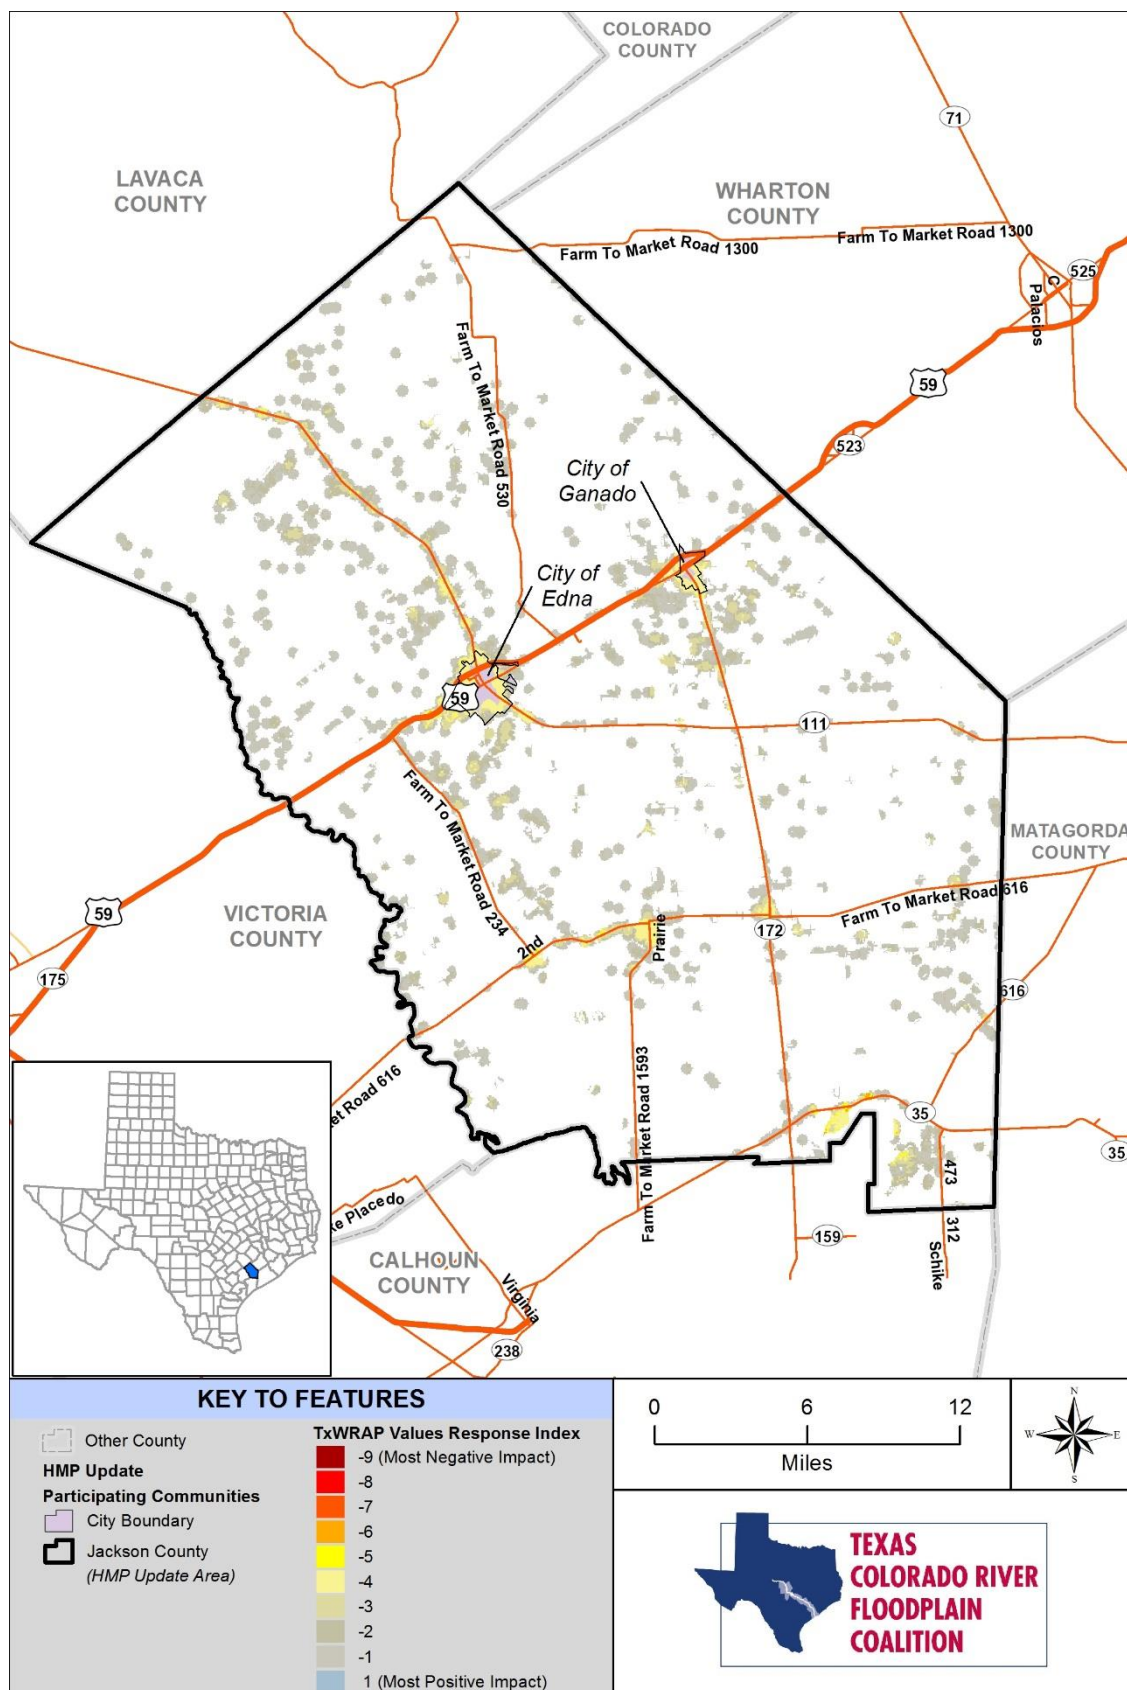 COLORADO
COUNTY
71
LAVACA
COUNTY
WHARTON
COUNTY
Farm To Market Road 1300
Farm To Market Road 1300
525
C
Palacios
59
Farm To Market Road 530
523
City of
Ganado
City of
Edna
59
111
Farm To Market Road 234
MATAGORDA
COUNTY
Farm To Market Road 616
59
VICTORIA
COUNTY
2nd
Prairie
172
175
616
Farm To Market Road 1593
et Road 616
35
35
473
312
Schike
159
ke Placedo
CALHOUN
COUNTY
Virginia
238
KEY TO FEATURES
Other County
HMP Update
Participating Communities
City Boundary
Jackson County
(HMP Update Area)
TxWRAP Values Response Index
-9 (Most Negative Impact)
-8
-7
-6
-5
-4
-3
-2
-1
1 (Most Positive Impact)
0 6 12
Miles
N
W E
S
TEXAS
COLORADO RIVER
FLOODPLAIN
COALITION